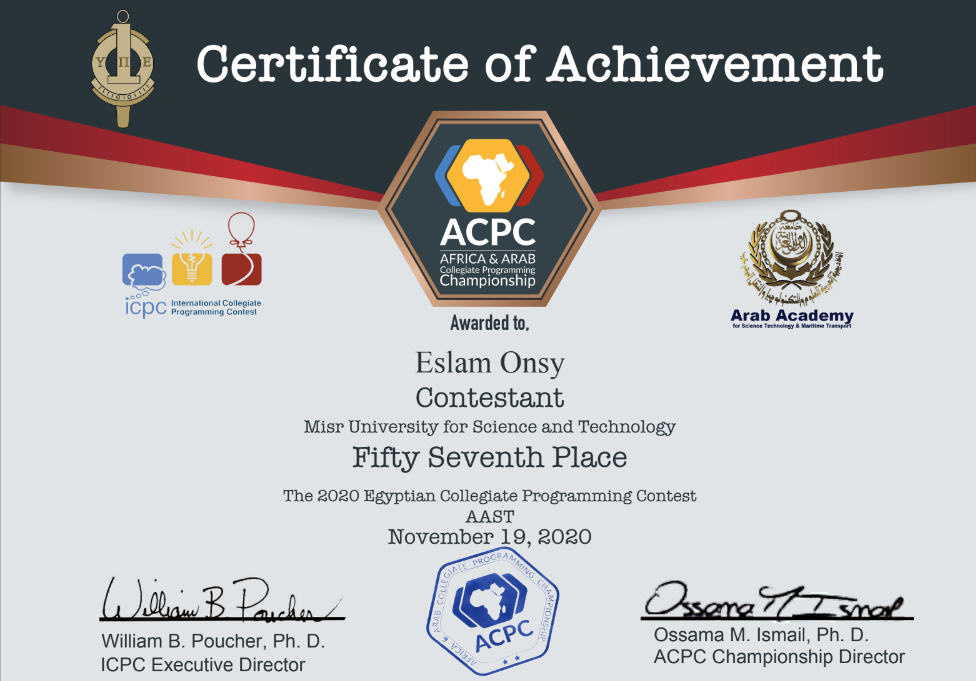 Υ Π Ε
Certificate of Achievement
ACPC
AFRICA & ARAB
Collegiate Programming
Championship
icpc International Collegiate
Programming Contest
Arab Academy
for Science Technology & Maritime Transport
Awarded to,
Eslam Onsy
Contestant
Misr University for Science and Technology
Fifty Seventh Place
The 2020 Egyptian Collegiate Programming Contest
AAST
November 19, 2020
AFRICA & ARAB COLLEGIATE PROGRAMMING CHAMPIONSHIP
ACPC
William B Poucher
William B. Poucher, Ph. D.
ICPC Executive Director
Ossama M Ismail
Ossama M. Ismail, Ph. D.
ACPC Championship Director